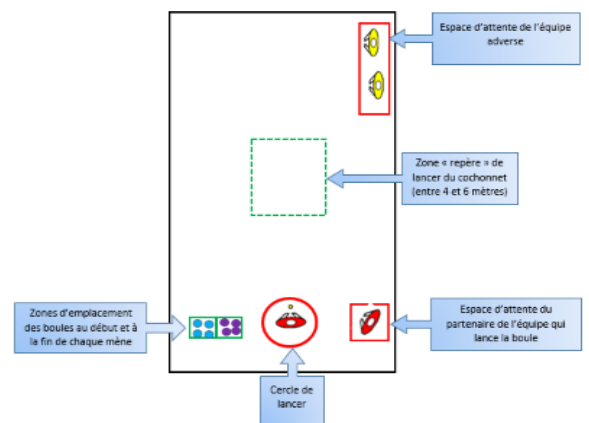 Espace d'attente de l'équipe
adverse
Zone « repère » de
lancer du cochonnet
(entre 4 et 6 mètres)
Zones d'emplacement
des boules au début et à
la fin de chaque mène
Espace d'attente du
partenaire de l'équipe qui
lance la boule
Cercle de
lancer